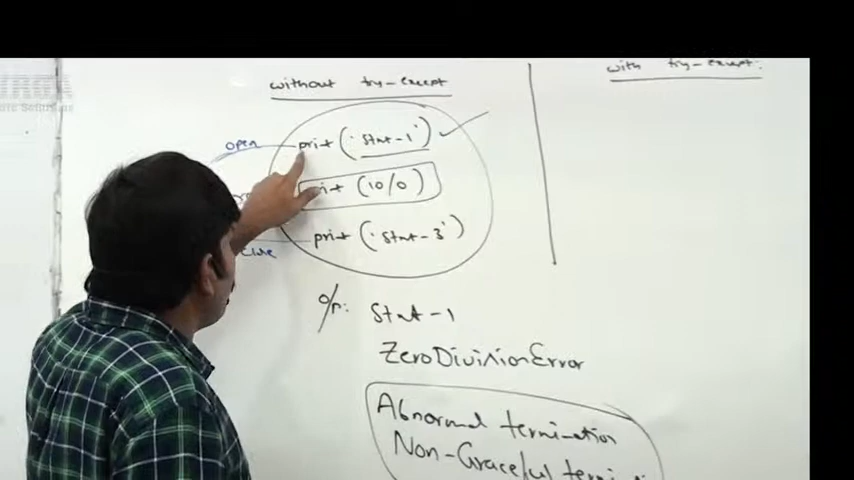 without try-except
with try-except:
open
print('Stmt-1')
print(10/0)
print('Stmt-3')
close
o/p: Stmt-1
ZeroDivisionError
Abnormal termination
Non-Graceful